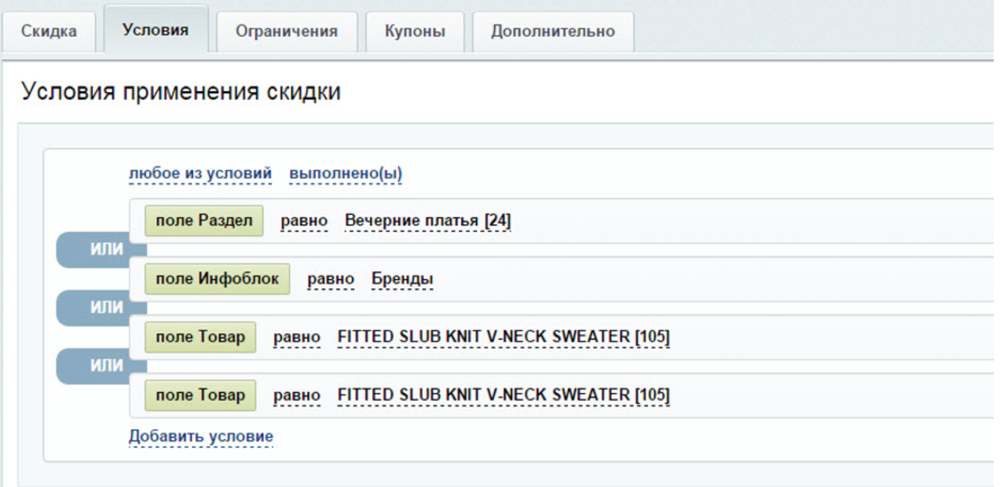 Скидка Условия Ограничения Купоны Дополнительно
Условия применения скидки
любое из условий выполнено(ы)
поле Раздел равно Вечерние платья [24]
ИЛИ
поле Инфоблок равно Бренды
ИЛИ
поле Товар равно FITTED SLUB KNIT V-NECK SWEATER [105]
ИЛИ
поле Товар равно FITTED SLUB KNIT V-NECK SWEATER [105]
Добавить условие